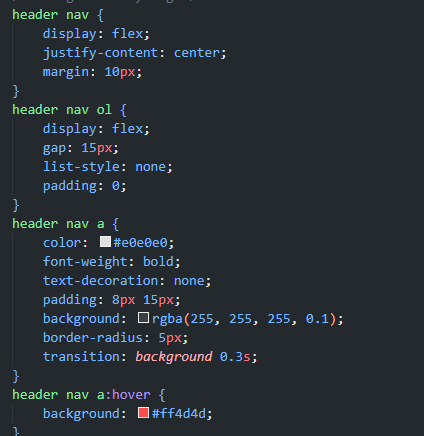 header nav {
    display: flex;
    justify-content: center;
    margin: 10px;
}
header nav ol {
    display: flex;
    gap: 15px;
    list-style: none;
    padding: 0;
}
header nav a {
    color: #e0e0e0;
    font-weight: bold;
    text-decoration: none;
    padding: 8px 15px;
    background: rgba(255, 255, 255, 0.1);
    border-radius: 5px;
    transition: background 0.3s;
}
header nav a:hover {
    background: #ff4d4d;
}